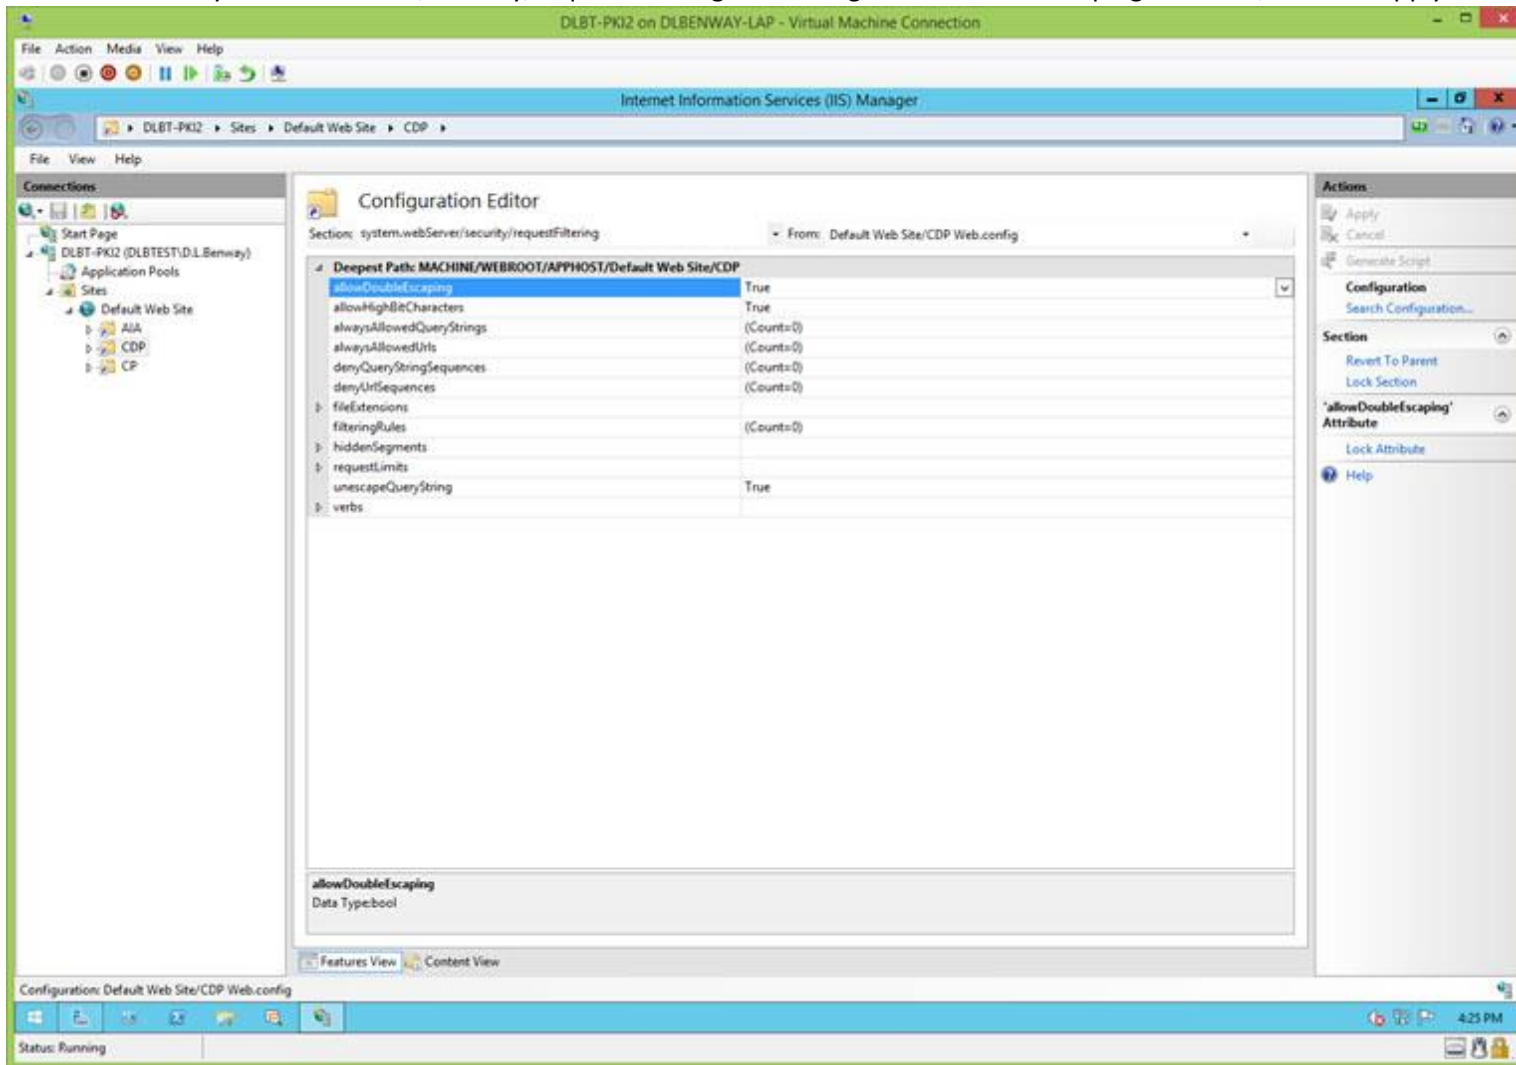 DLBT-PKI2 on DLBENWAY-LAP - Virtual Machine Connection
File Action Media View Help
Internet Information Services (IIS) Manager
DLBT-PKI2 Sites Default Web Site CDP
File View Help
Connections
Start Page
DLBT-PKI2 (DLBTEST\D.L.Benway)
Application Pools
Sites
Default Web Site
AIA
CDP
CP
Configuration Editor
Section: system.webServer/security/requestFiltering From: Default Web Site/CDP Web.config
Deepest Path: MACHINE/WEBROOT/APPHOST/Default Web Site/CDP
allowDoubleEscaping True
allowHighBitCharacters True
alwaysAllowedQueryStrings (Count=0)
alwaysAllowedUrls (Count=0)
denyQueryStringSequences (Count=0)
denyUrlSequences (Count=0)
fileExtensions
filteringRules (Count=0)
hiddenSegments
requestLimits
unescapeQueryString True
verbs
allowDoubleEscaping
Data Type:bool
Features View Content View
Actions
Apply
Cancel
Generate Script
Configuration
Search Configuration...
Section
Revert To Parent
Lock Section
'allowDoubleEscaping'
Attribute
Lock Attribute
Help
Configuration: Default Web Site/CDP Web.config
4:25 PM
Status: Running